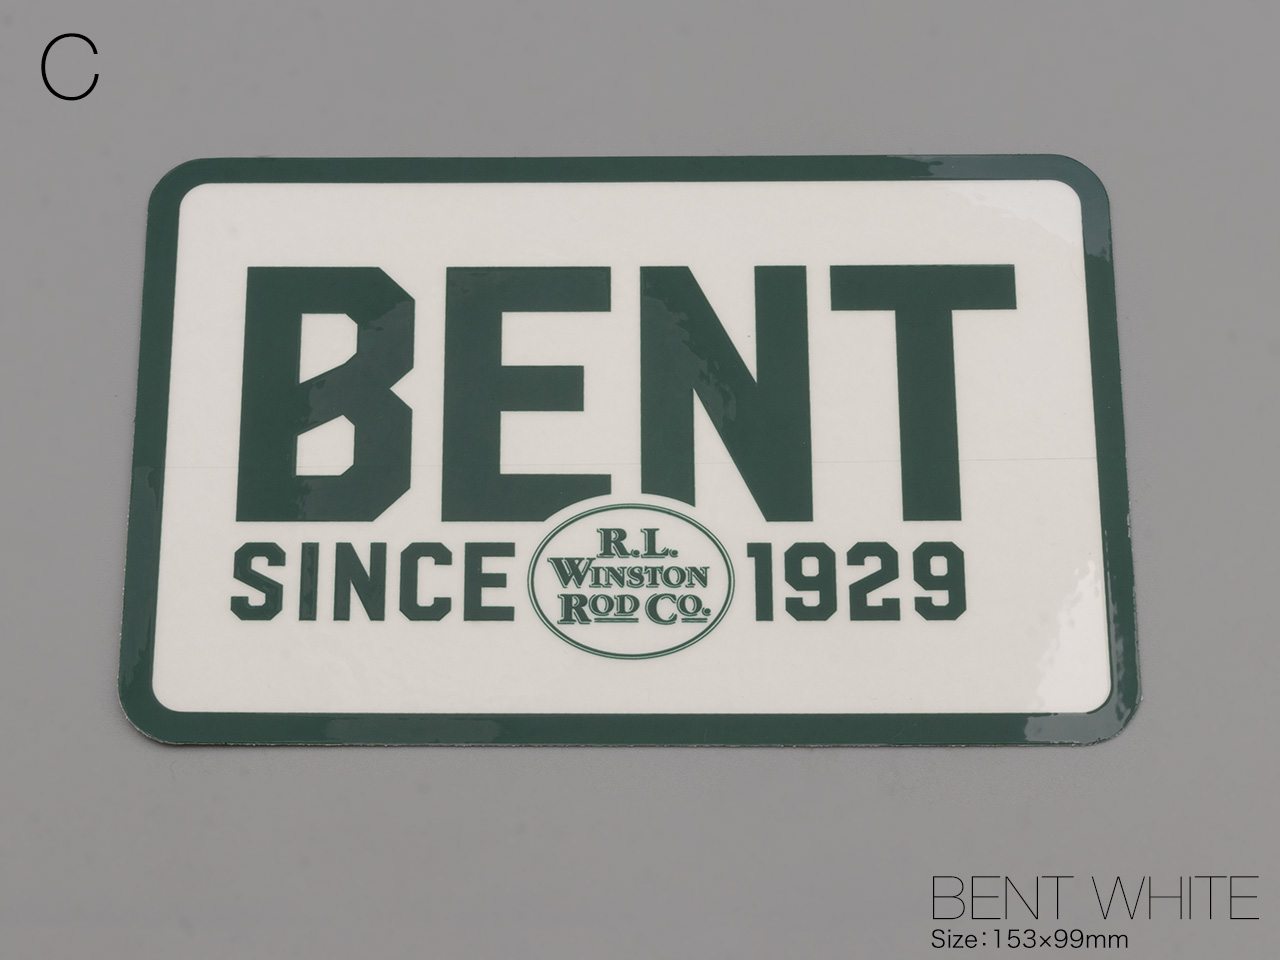 C
BENT
SINCE
R.L.
WINSTON
ROD CO.
1929
BENT WHITE
Size:153×99mm